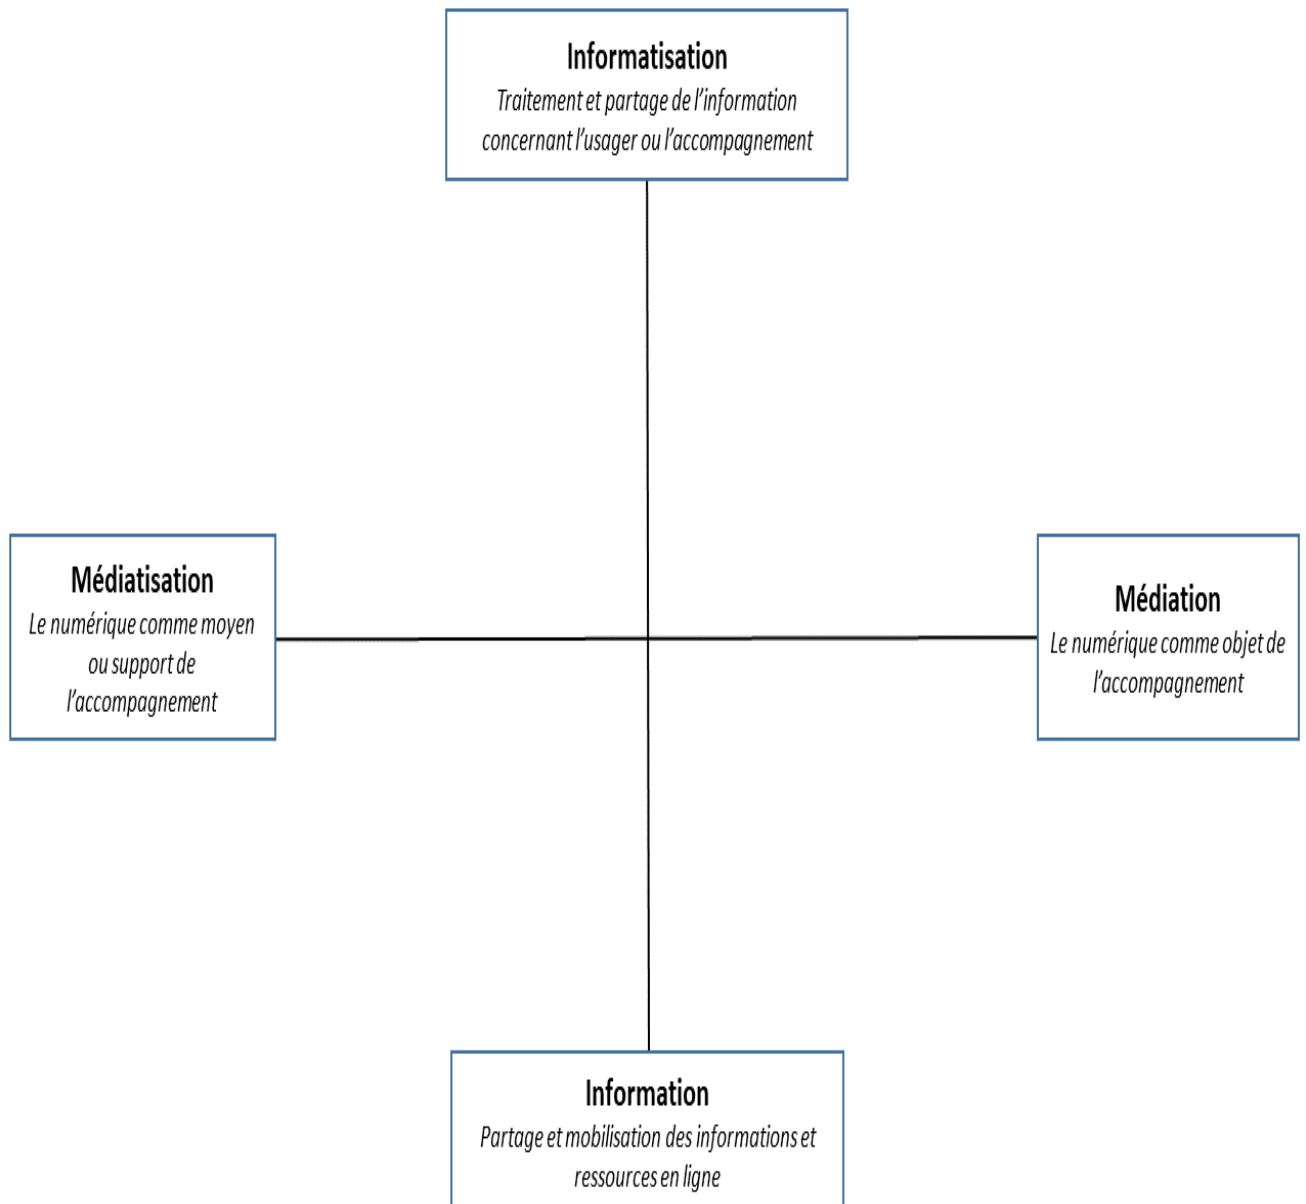 Informatisation
Traitement et partage de l'information
concernant l'usager ou l'accompagnement
Médiatisation
Le numérique comme moyen
ou support de
l'accompagnement
Médiation
Le numérique comme objet de
l'accompagnement
Information
Partage et mobilisation des informations et
ressources en ligne